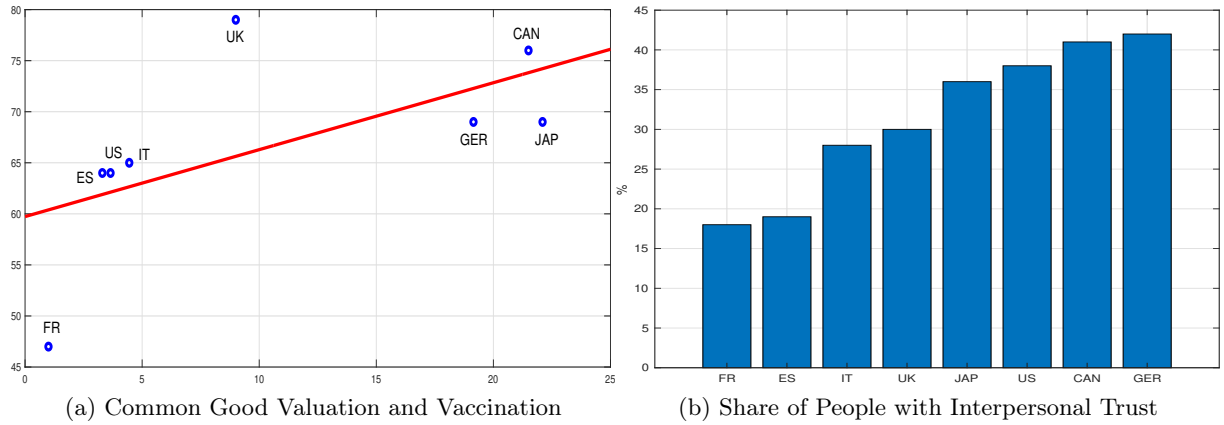 80
75
70
65
60
55
50
45
0
5
10
15
20
25
UK
CAN
GER
JAP
US
IT
ES
FR
(a) Common Good Valuation and Vaccination
%
45
40
35
30
25
20
15
10
5
0
FR ES IT UK JAP US CAN GER
(b) Share of People with Interpersonal Trust